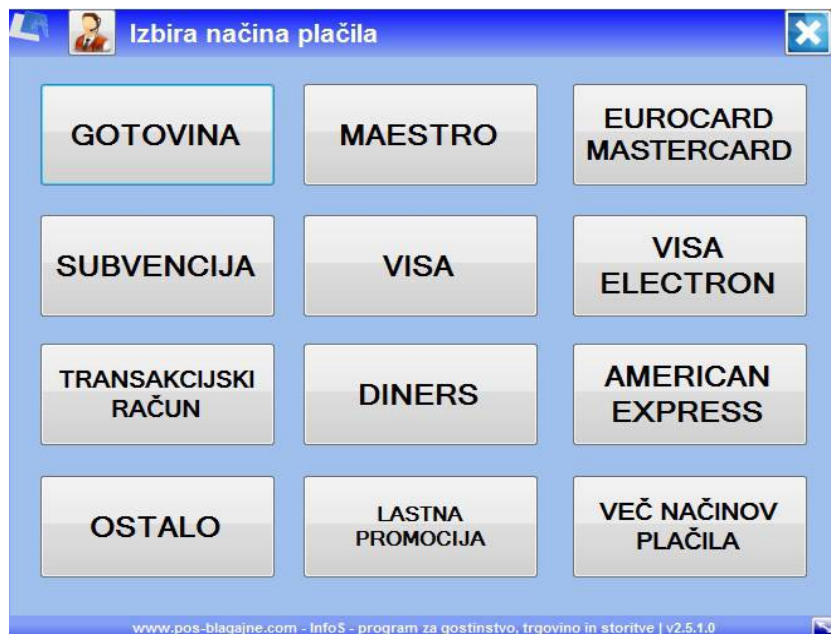 Izbira načina plačila
GOTOVINA
MAESTRO
EUROCARD
MASTERCARD
SUBVENCIJA
VISA
VISA
ELECTRON
TRANSAKCIJSKI
RAČUN
DINERS
AMERICAN
EXPRESS
OSTALO
LASTNA
PROMOCIJA
VEČ NAČINOV
PLAČILA
www.pos-blagajne.com - InfoS - program za gostinstvo, trgovino in storitve | v2.5.1.0